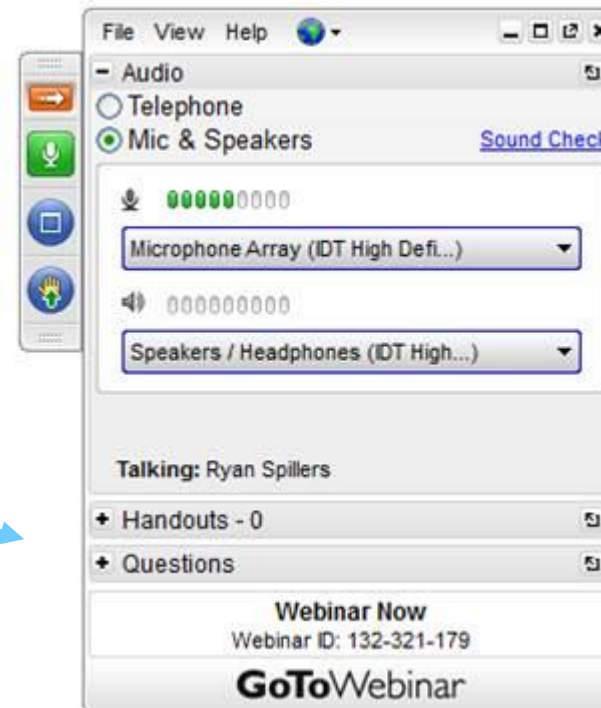 File View Help
- Audio
Telephone
Mic & Speakers Sound Check
Microphone Array (IDT High Defi...)
Speakers / Headphones (IDT High...)
Talking: Ryan Spillers
+ Handouts - 0
+ Questions
Webinar Now
Webinar ID: 132-321-179
GoToWebinar